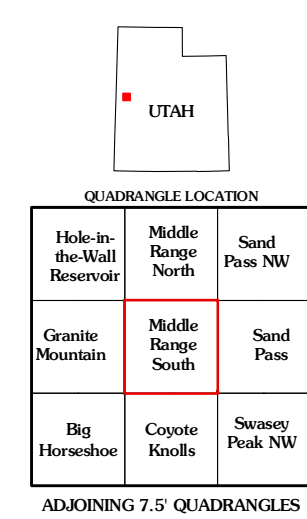 UTAH
QUADRANGLE LOCATION
Hole-in-
the-Wall
Reservoir
Middle
Range
North
Sand
Pass NW
Granite
Mountain
Middle
Range
South
Sand
Pass
Big
Horseshoe
Coyote
Knolls
Swasey
Peak NW
ADJOINING 7.5' QUADRANGLES